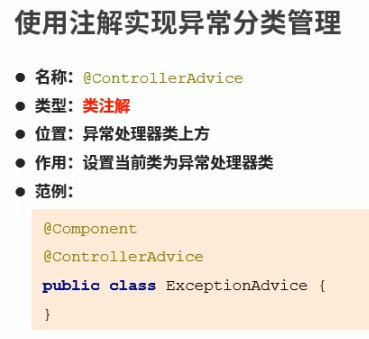 使用注解实现异常分类管理
● 名称：@ControllerAdvice
● 类型：类注解
● 位置：异常处理器类上方
● 作用：设置当前类为异常处理器类
● 范例：
@Component
@ControllerAdvice
public class ExceptionAdvice {
}